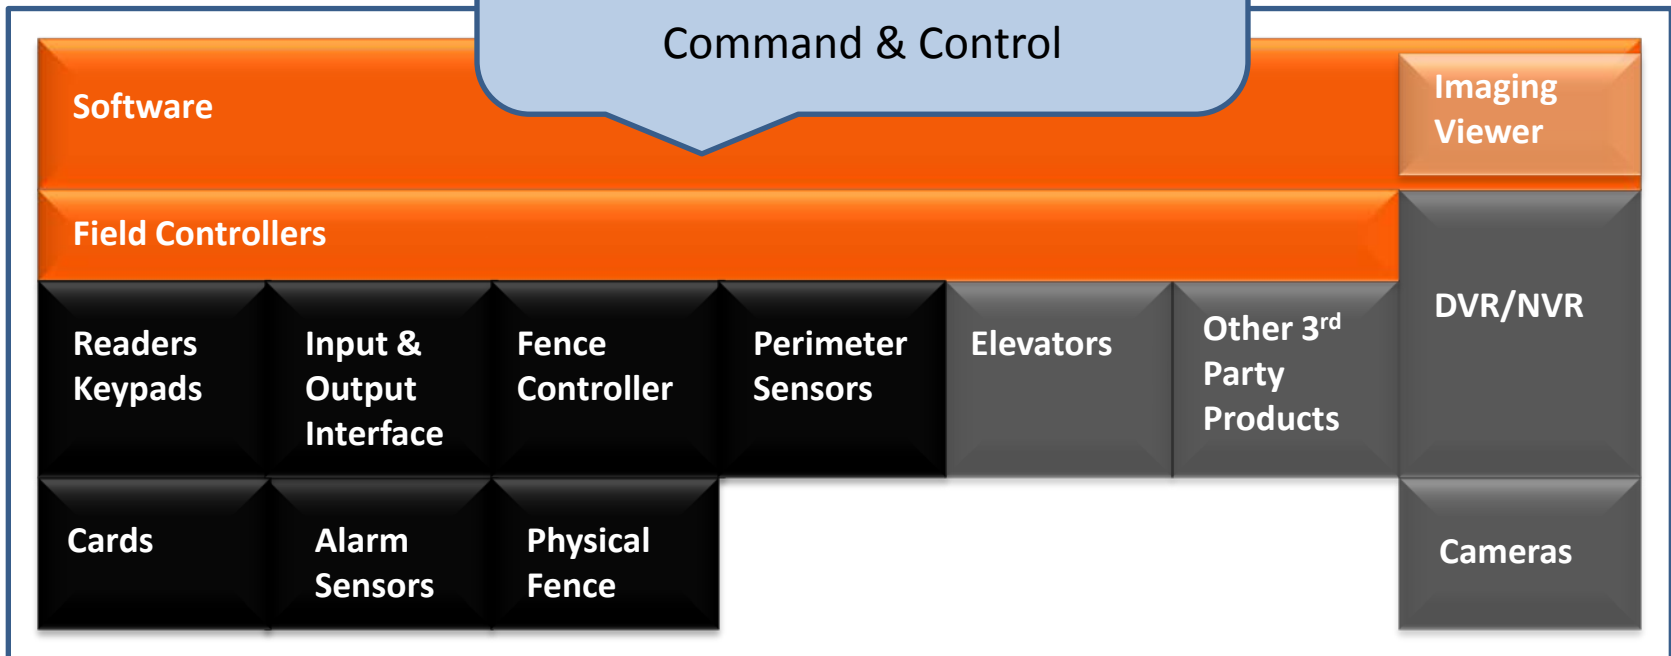 Command & Control
Software
Imaging
Viewer
Field Controllers
DVR/NVR
Readers
Keypads
Input &
Output
Interface
Fence
Controller
Perimeter
Sensors
Elevators
Other 3rd
Party
Products
Cards
Alarm
Sensors
Physical
Fence
Cameras